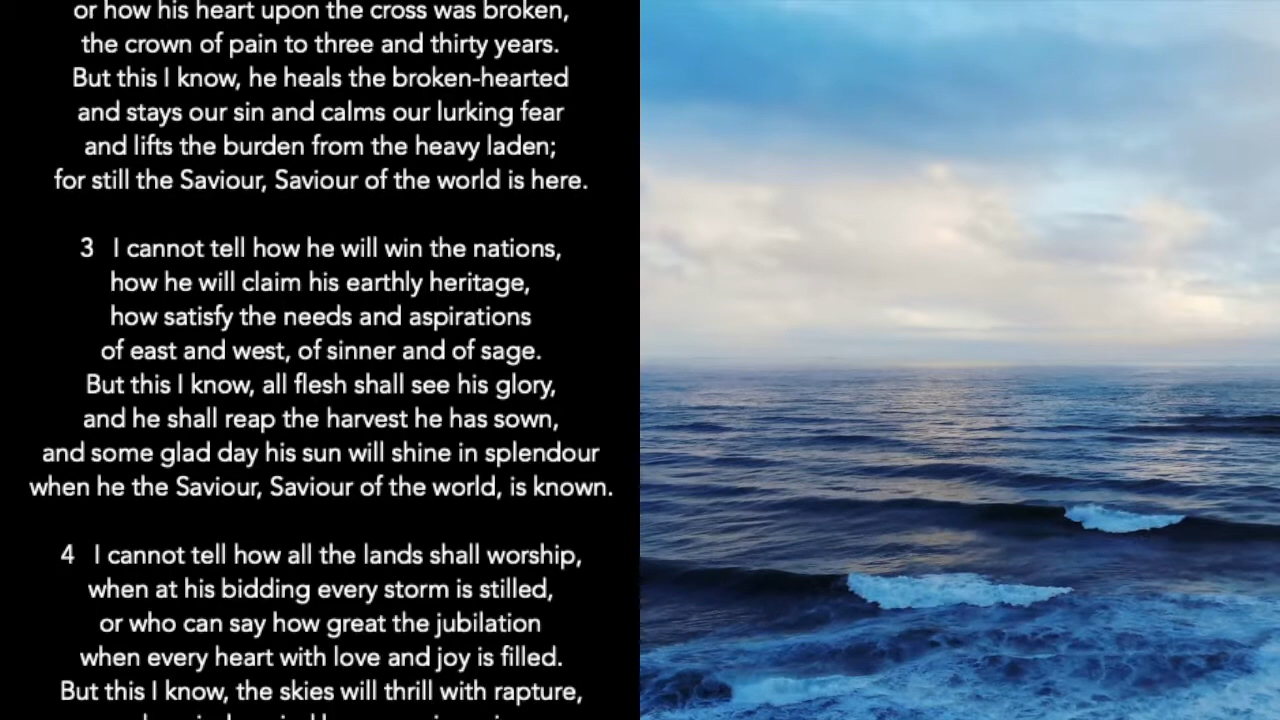 or how his heart upon the cross was broken,
the crown of pain to three and thirty years.
But this I know, he heals the broken-hearted
and stays our sin and calms our lurking fear
and lifts the burden from the heavy laden;
for still the Saviour, Saviour of the world is here.
3 I cannot tell how he will win the nations,
how he will claim his earthly heritage,
how satisfy the needs and aspirations
of east and west, of sinner and of sage.
But this I know, all flesh shall see his glory,
and he shall reap the harvest he has sown,
and some glad day his sun will shine in splendour
when he the Saviour, Saviour of the world, is known.
4 I cannot tell how all the lands shall worship,
when at his bidding every storm is stilled,
or who can say how great the jubilation
when every heart with love and joy is filled.
But this I know, the skies will thrill with rapture,